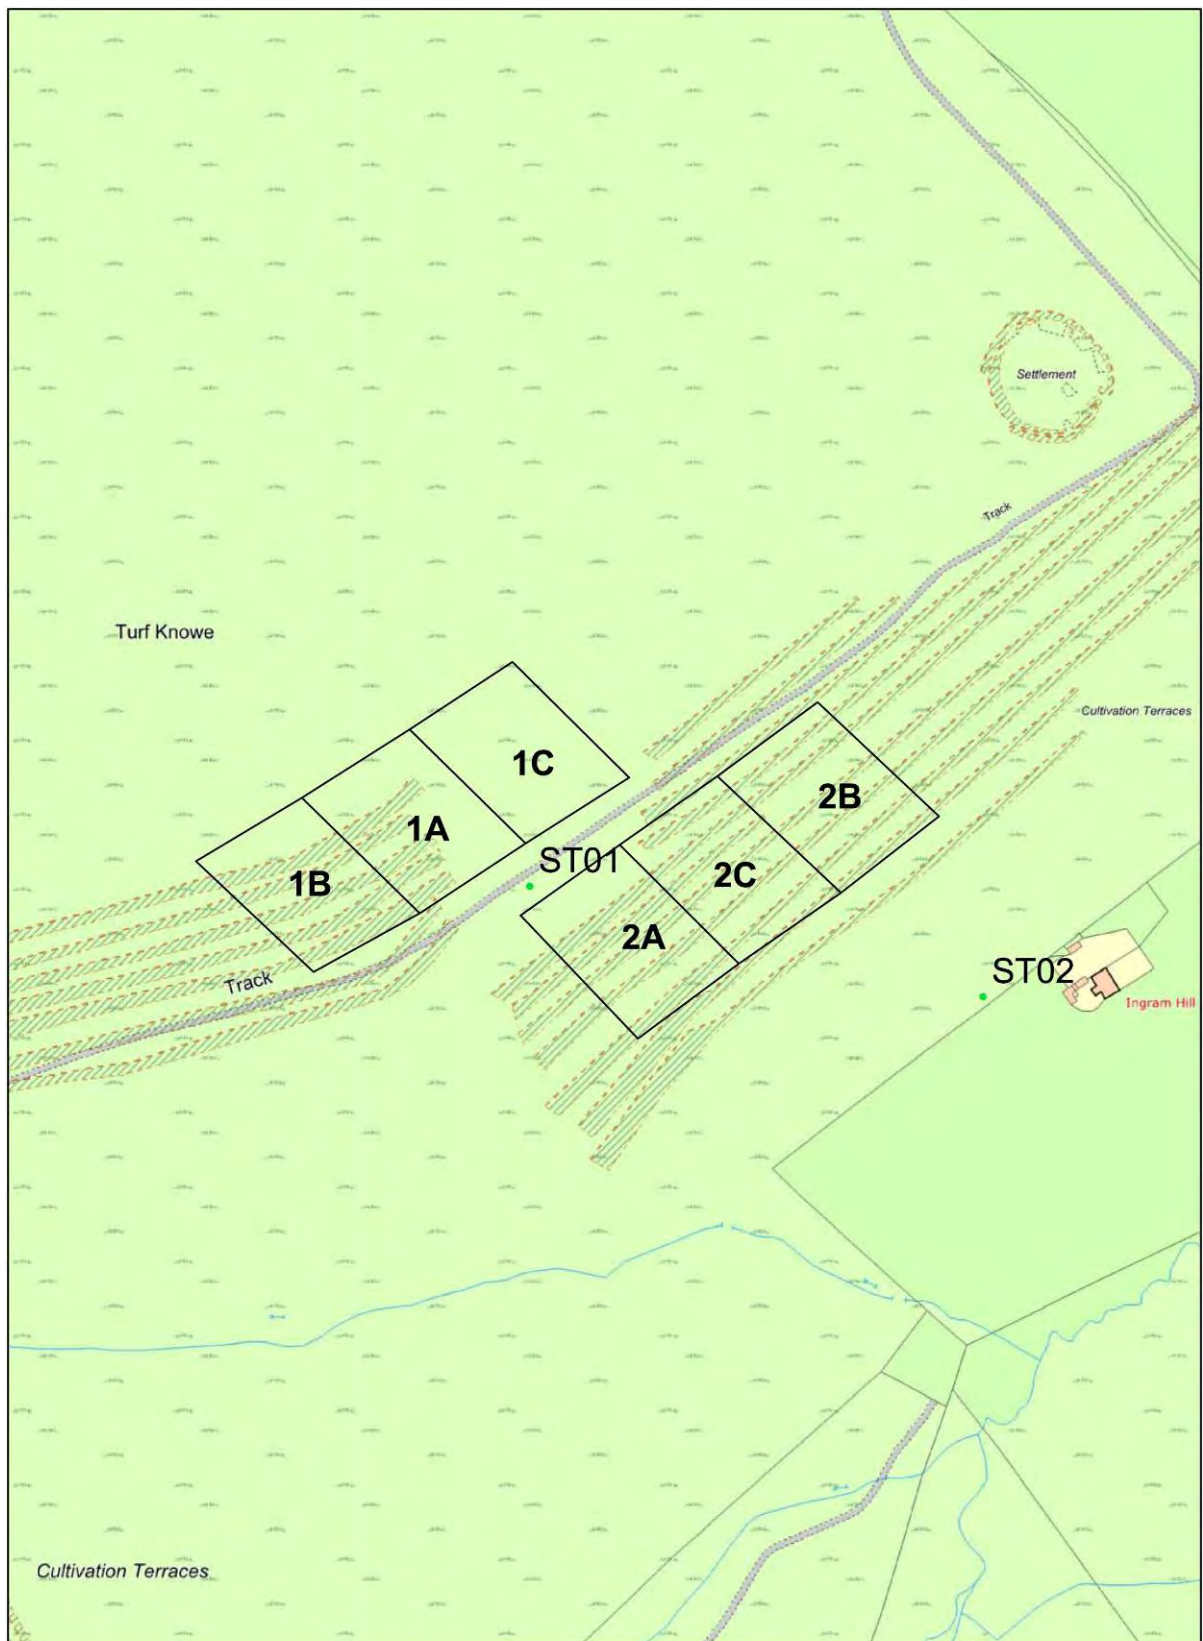 Settlement
Track
Turf Knowe
Cultivation Terraces
1C
2B
1A
ST01
2C
1B
2A
Track
ST02
Ingram Hill
Cultivation Terraces